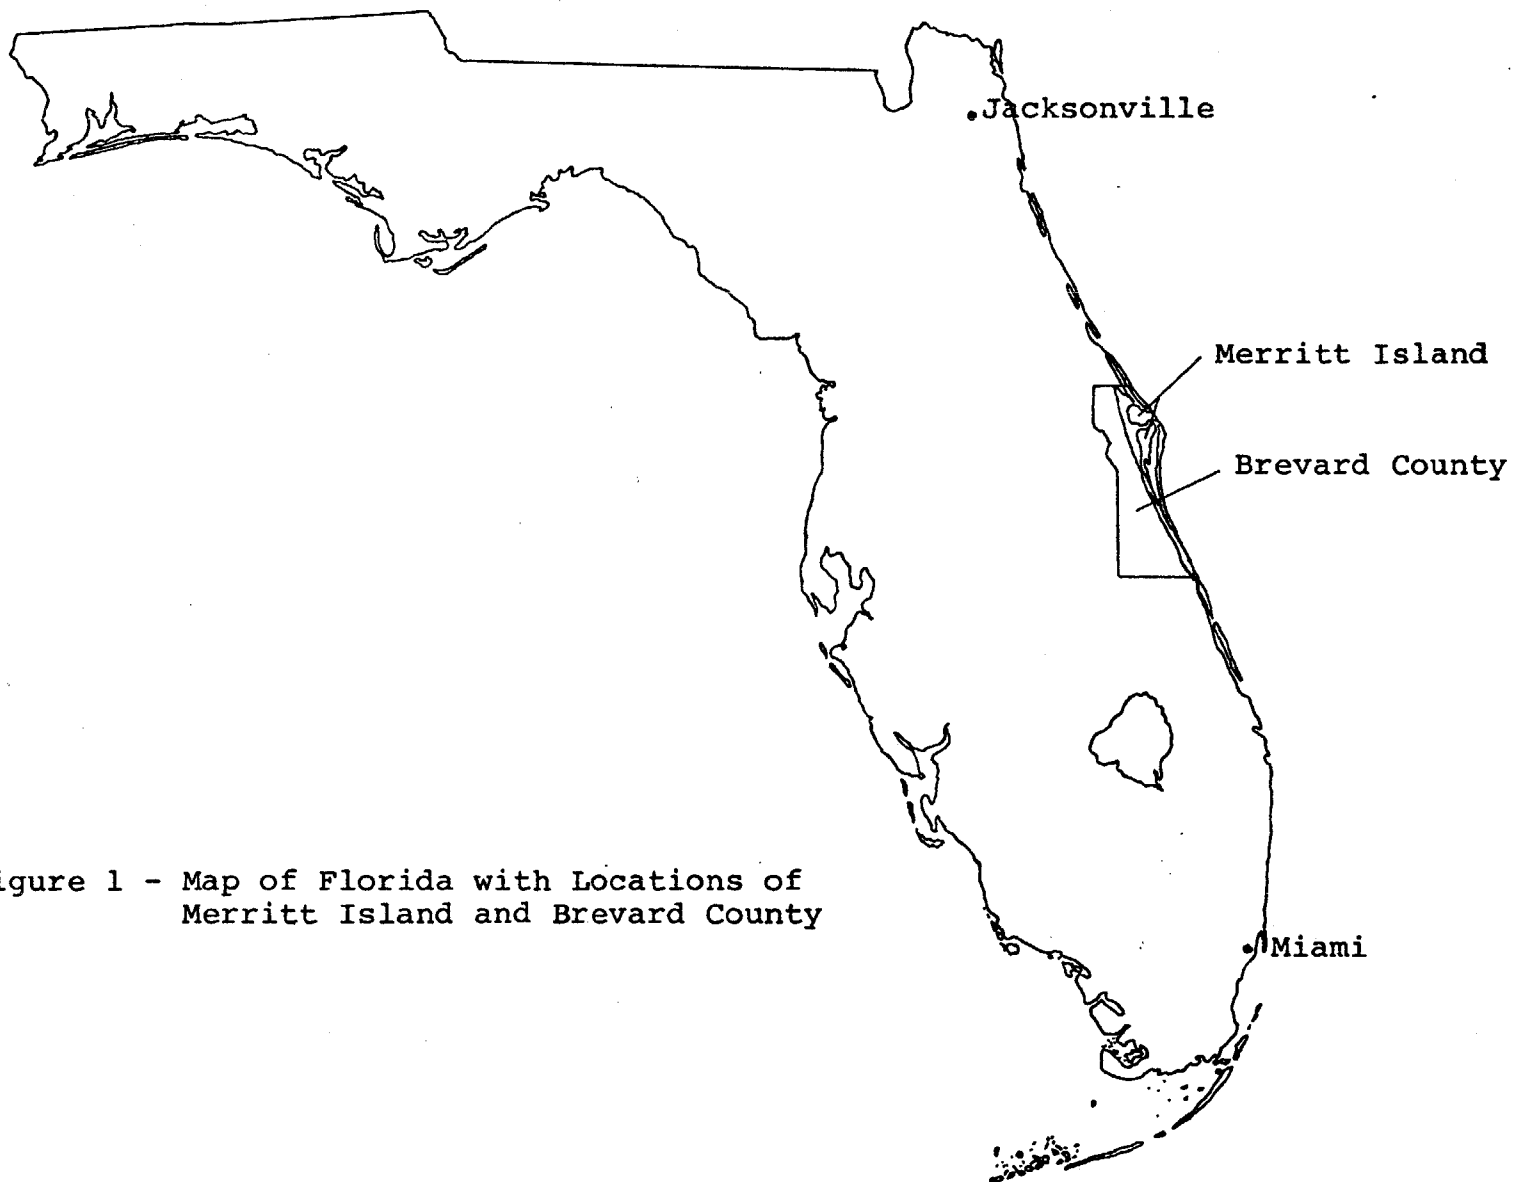 Jacksonville
Merritt Island
Brevard County
igure 1 - Map of Florida with Locations of
Merritt Island and Brevard County
Miami